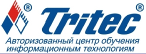 Tritec®
Авторизованный центр обучения
информационным технологиям